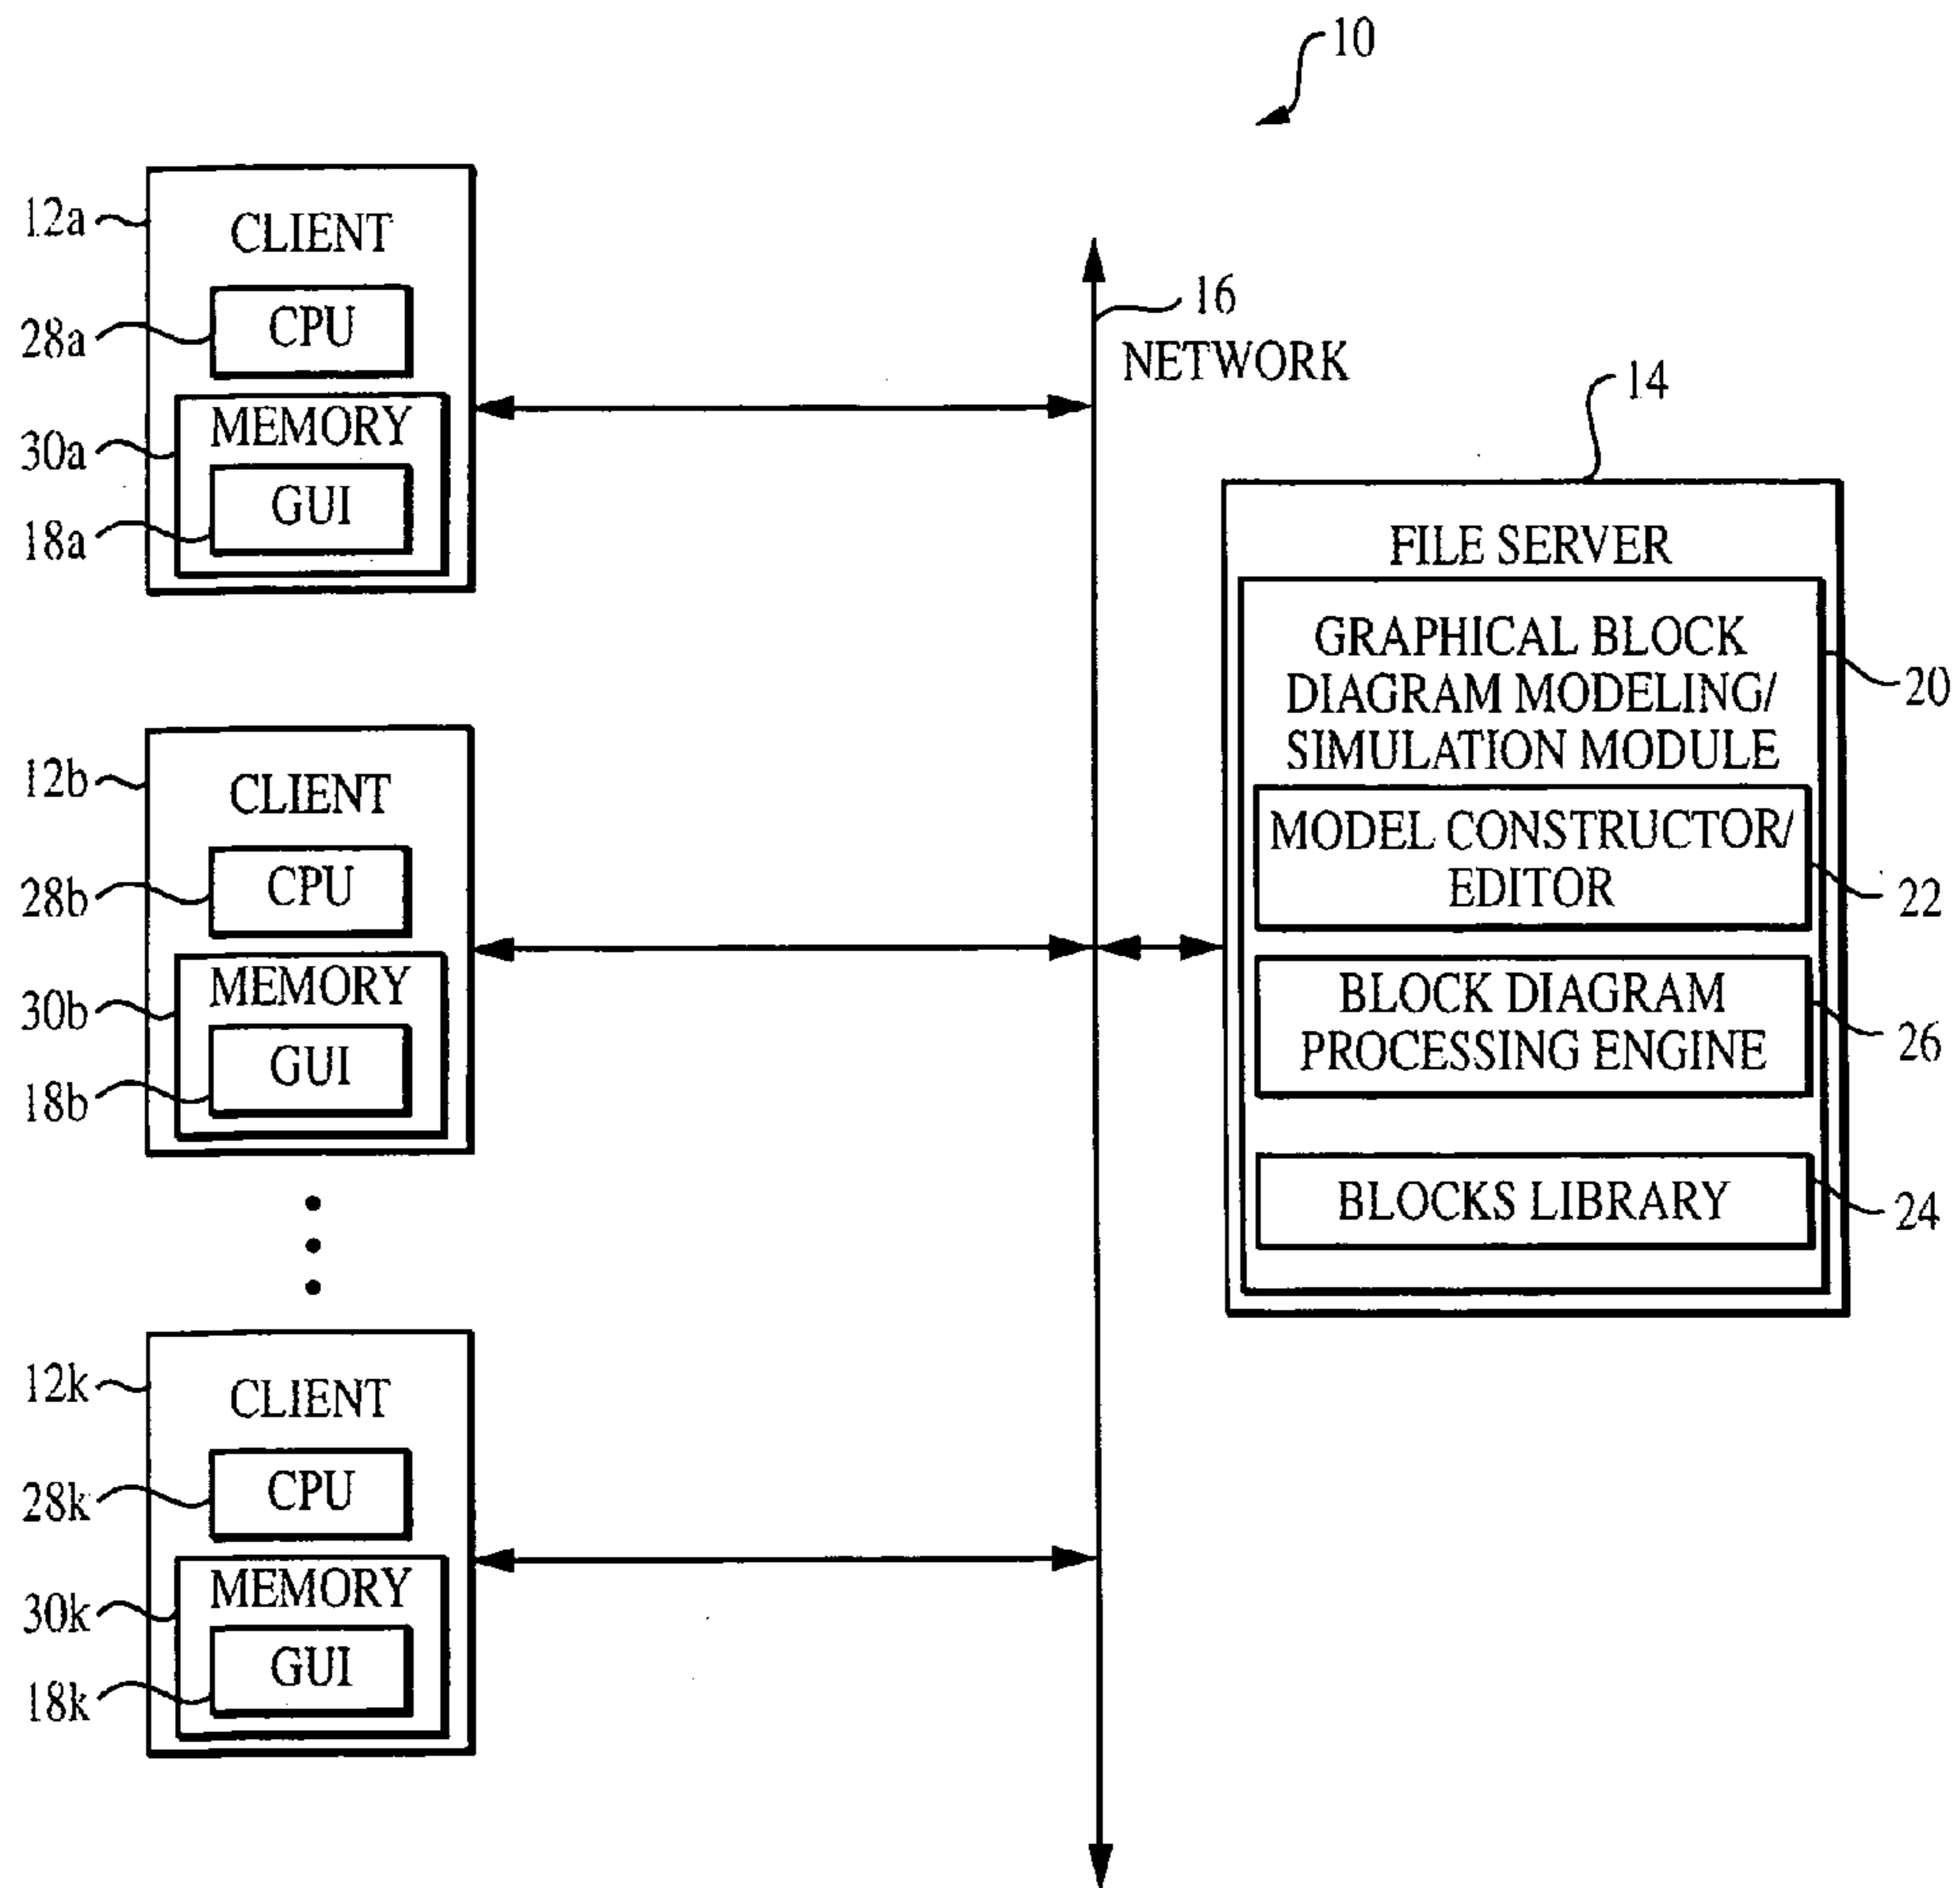 10
12a
CLIENT
28a
CPU
30a
MEMORY
18a
GUI
16
NETWORK
14
FILE SERVER
GRAPHICAL BLOCK
DIAGRAM MODELING/
SIMULATION MODULE
20
MODEL CONSTRUCTOR/
EDITOR
22
BLOCK DIAGRAM
PROCESSING ENGINE
26
BLOCKS LIBRARY
24
12b
CLIENT
28b
CPU
30b
MEMORY
18b
GUI
12k
CLIENT
28k
CPU
30k
MEMORY
18k
GUI